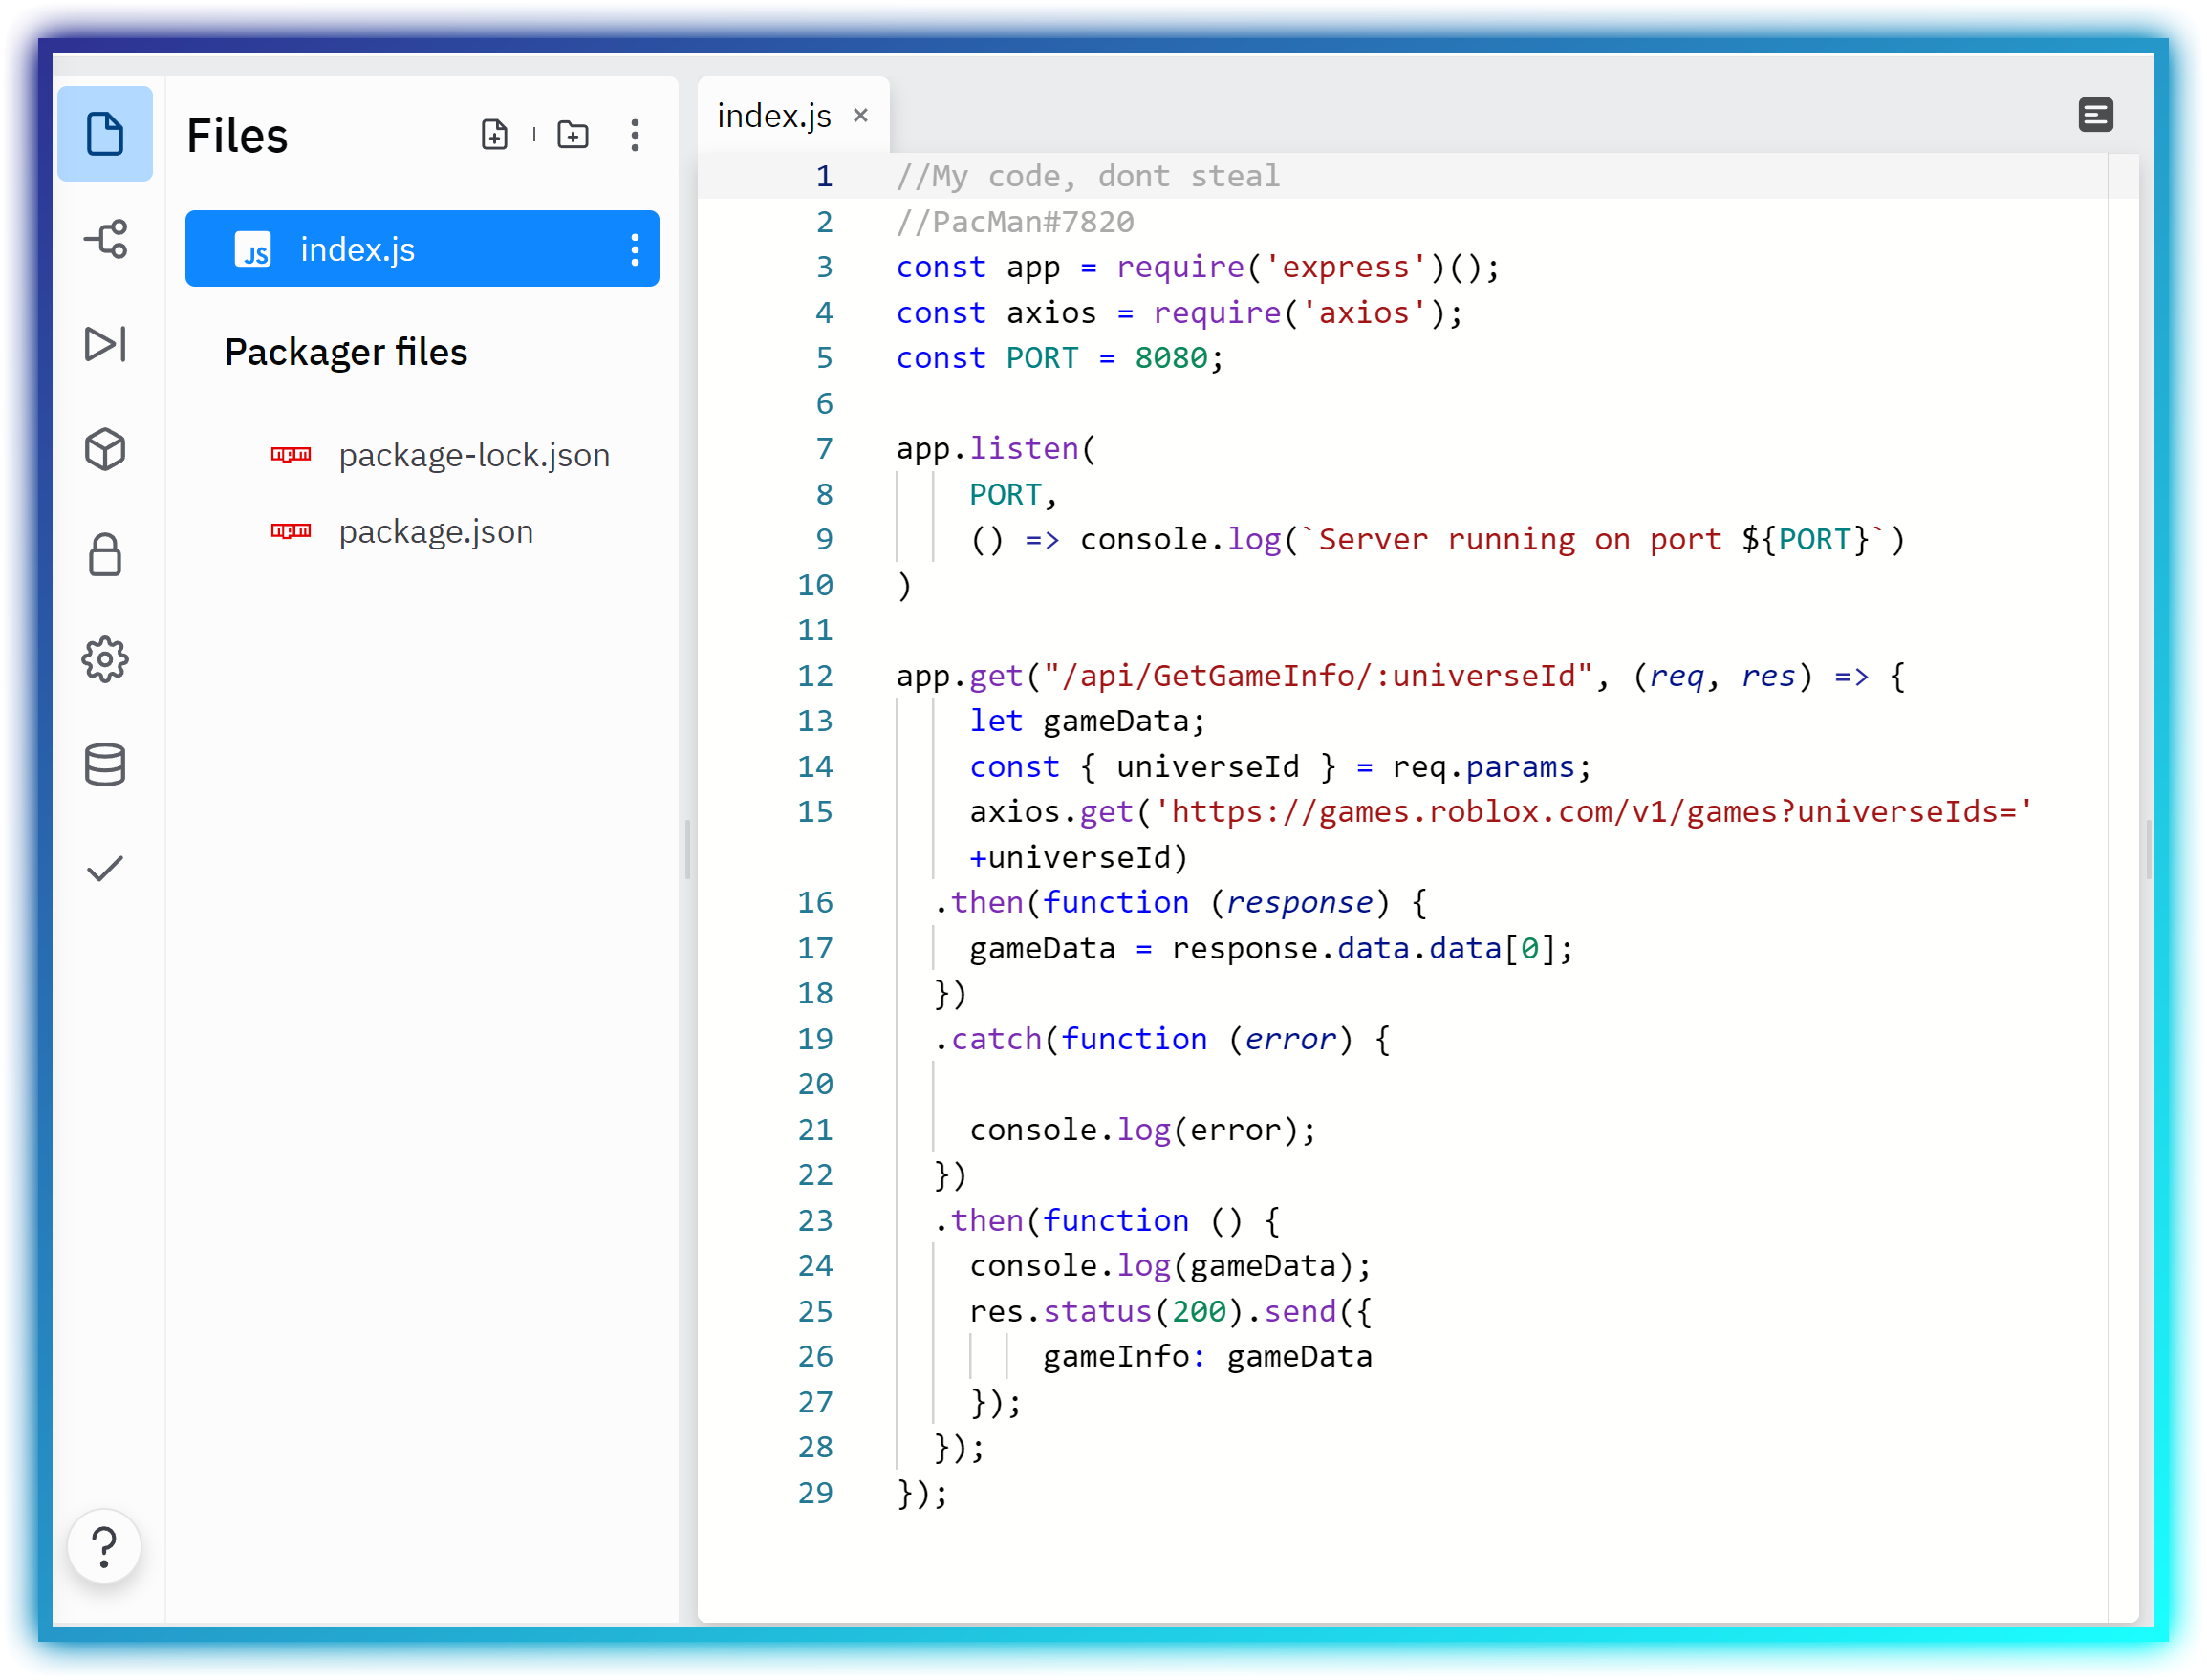 Files
index.js
Packager files
package-lock.json
package.json
index.js ×
1 //My code, dont steal
2 //PacMan#7820
3 const app = require('express')();
4 const axios = require('axios');
5 const PORT = 8080;
6
7 app.listen(
8 PORT,
9 () => console.log(`Server running on port ${PORT}`)
10 )
11
12 app.get("/api/GetGameInfo/:universeId", (req, res) => {
13 let gameData;
14 const { universeId } = req.params;
15 axios.get('https://games.roblox.com/v1/games?universeIds='
+universeId)
16 .then(function (response) {
17 gameData = response.data.data[0];
18 })
19 .catch(function (error) {
20
21 console.log(error);
22 })
23 .then(function () {
24 console.log(gameData);
25 res.status(200).send({
26 gameInfo: gameData
27 });
28 });
29 });
?